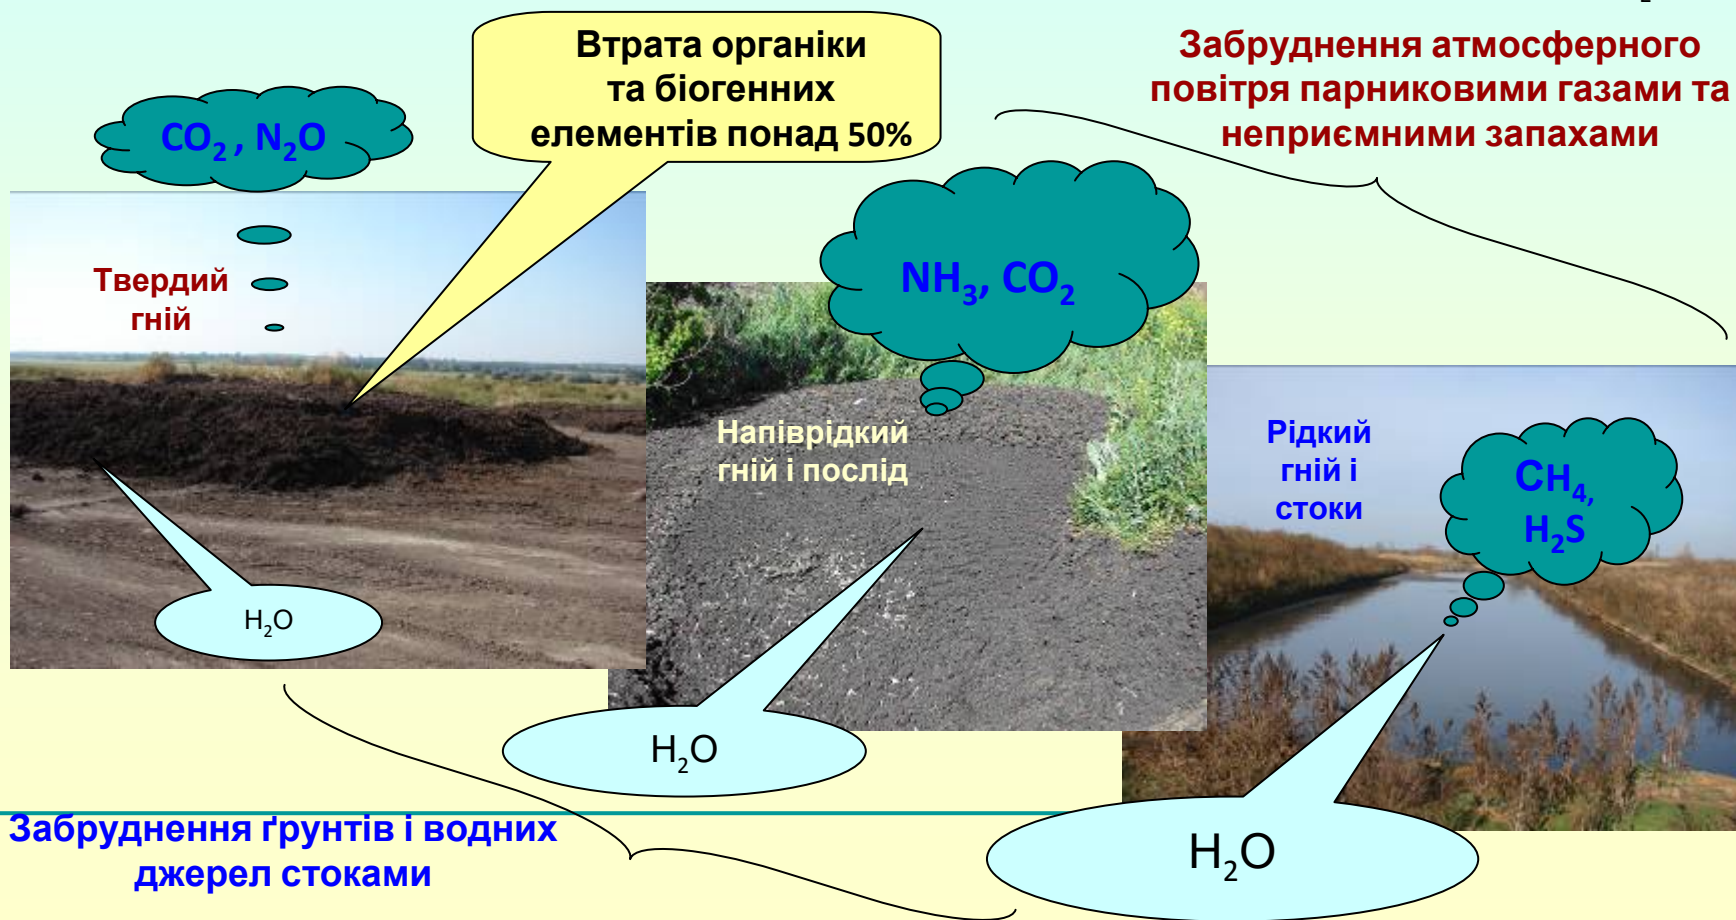 Втрата органіки
та біогенних
елементів понад 50%
Забруднення атмосферного
повітря парниковими газами та
неприємними запахами
CO₂ , N₂O
Твердий
гній
NH₃, CO₂
Напіврідкий
гній і послід
Рідкий
гній і
стоки
CH₄,
H₂S
H₂O
H₂O
H₂O
Забруднення ґрунтів і водних
джерел стоками